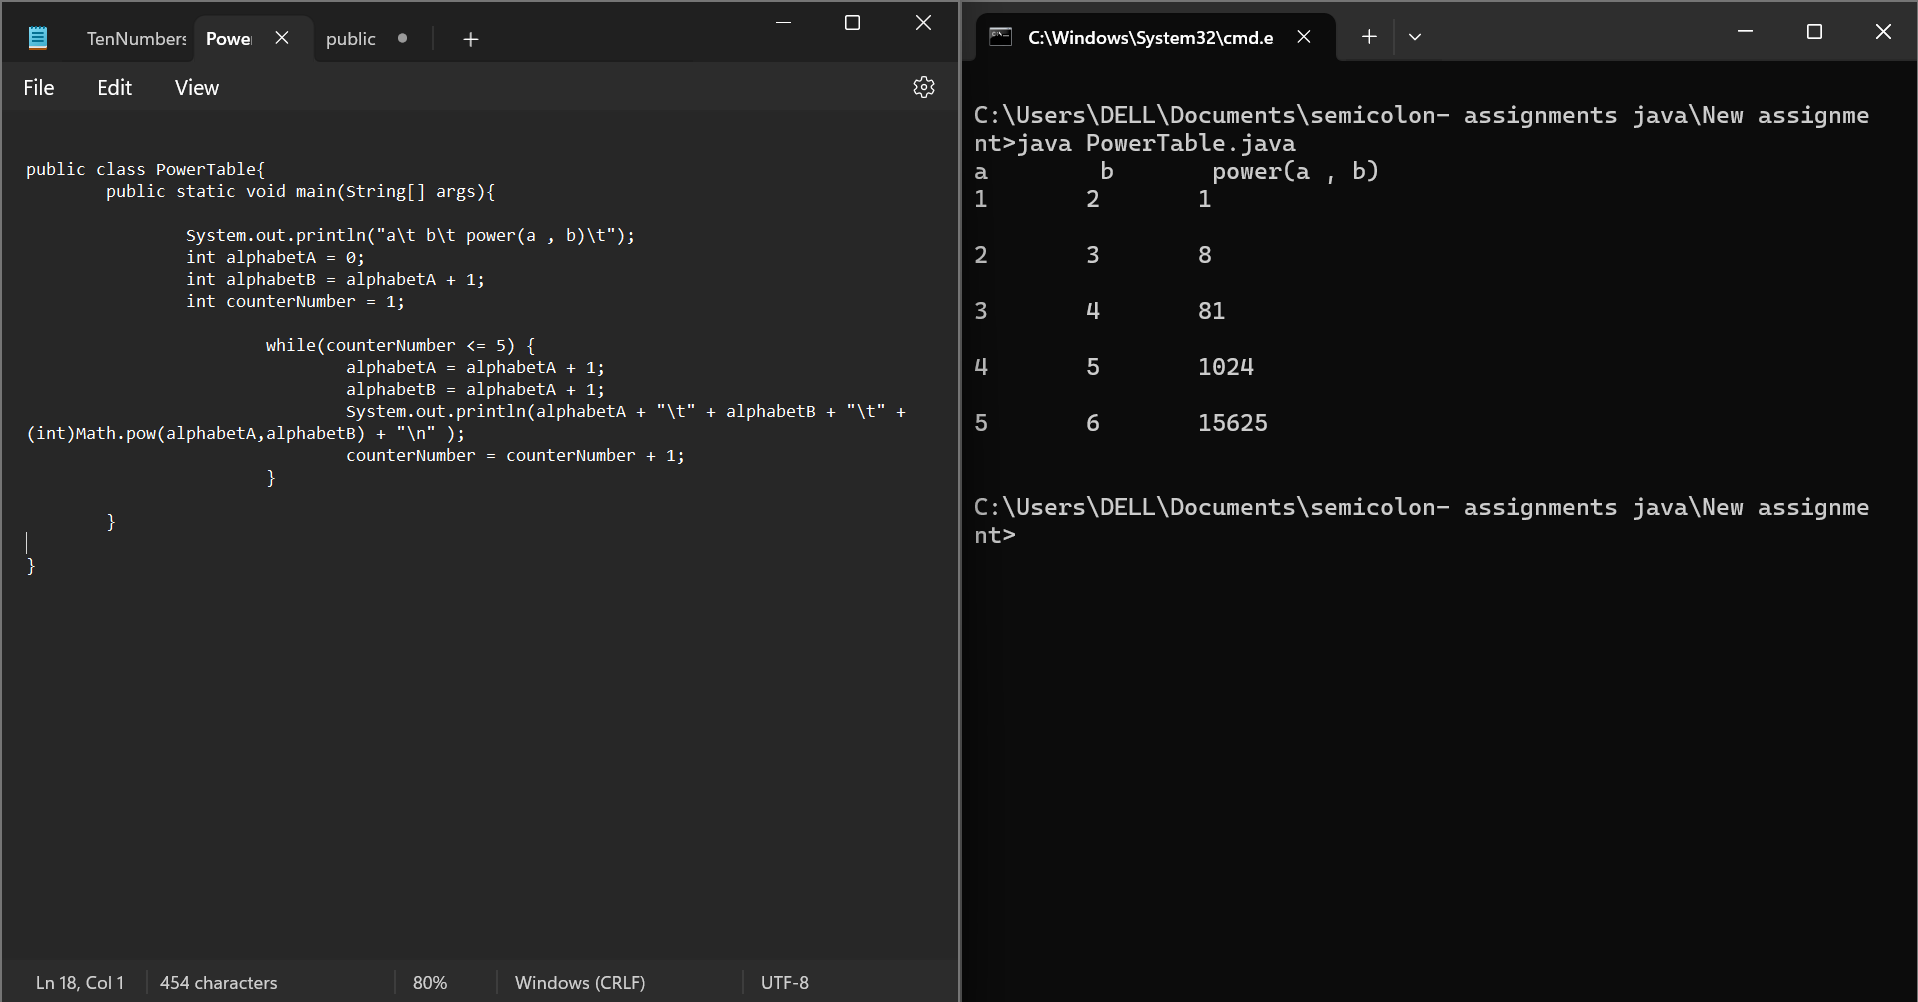 TenNumbers Powe public
File Edit View
public class PowerTable{
public static void main(String[] args){
System.out.println("a\t b\t power(a , b)\t");
int alphabetA = 0;
int alphabetB = alphabetA + 1;
int counterNumber = 1;
while(counterNumber <= 5) {
alphabetA = alphabetA + 1;
alphabetB = alphabetA + 1;
System.out.println(alphabetA + "\t" + alphabetB + "\t" +
(int)Math.pow(alphabetA,alphabetB) + "\n" );
counterNumber = counterNumber + 1;
}
}
}
Ln 18, Col 1 454 characters 80% Windows (CRLF) UTF-8
C:\Windows\System32\cmd.e
C:\Users\DELL\Documents\semicolon- assignments java\New assignme
nt>java PowerTable.java
a b power(a , b)
1 2 1
2 3 8
3 4 81
4 5 1024
5 6 15625
C:\Users\DELL\Documents\semicolon- assignments java\New assignme
nt>